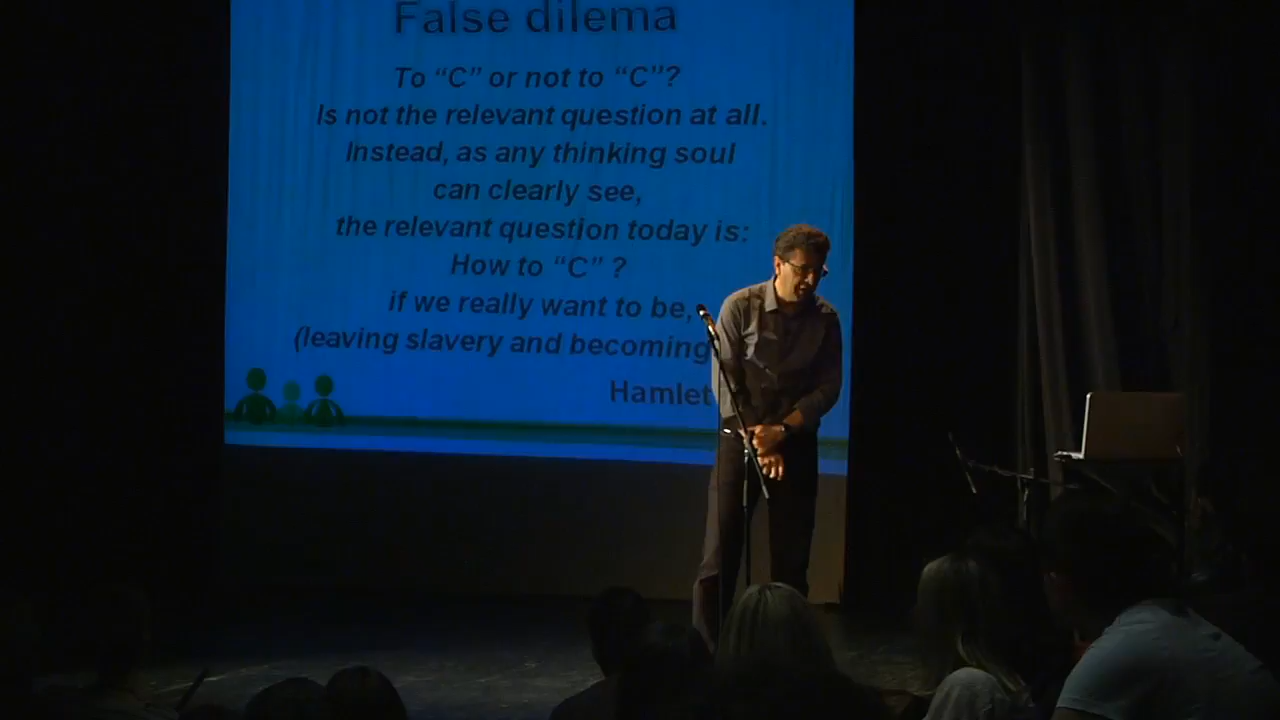 False dilema
To “C” or not to “C”?
Is not the relevant question at all.
Instead, as any thinking soul
can clearly see,
the relevant question today is:
How to “C” ?
if we really want to be,
(leaving slavery and becoming
Hamlet